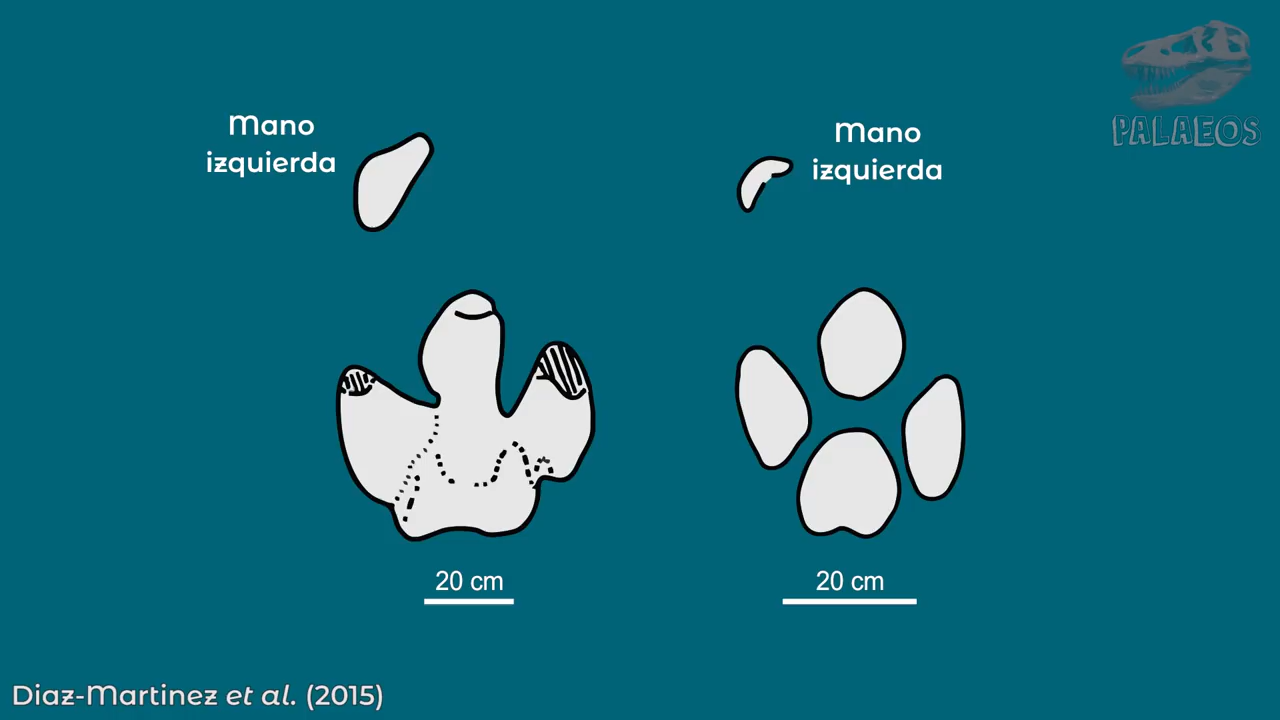 PALAEOS
Mano
izquierda
Mano
izquierda
20 cm
20 cm
Diaz-Martinez et al. (2015)